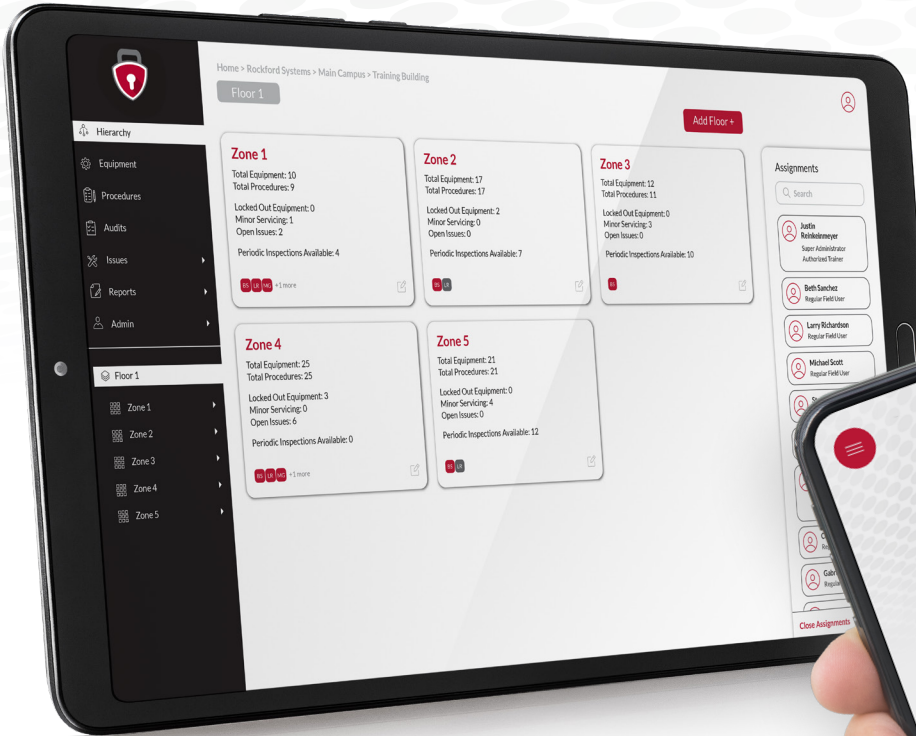 Home > Rockford Systems > Main Campus > Training Building
Floor 1
Add Floor +
Hierarchy
Equipment
Procedures
Audits
Issues
Reports
Admin
Floor 1
Zone 1
Zone 2
Zone 3
Zone 4
Zone 5
Zone 1
Total Equipment: 10
Total Procedures: 9
Locked Out Equipment: 0
Minor Servicing: 1
Open Issues: 2
Periodic Inspections Available: 4
BS LR MG +1 more
Zone 2
Total Equipment: 17
Total Procedures: 17
Locked Out Equipment: 2
Minor Servicing: 0
Open Issues: 0
Periodic Inspections Available: 7
BS LR
Zone 3
Total Equipment: 12
Total Procedures: 11
Locked Out Equipment: 0
Minor Servicing: 3
Open Issues: 0
Periodic Inspections Available: 10
BS
Zone 4
Total Equipment: 25
Total Procedures: 25
Locked Out Equipment: 3
Minor Servicing: 0
Open Issues: 6
Periodic Inspections Available: 0
BS LR MG +1 more
Zone 5
Total Equipment: 21
Total Procedures: 21
Locked Out Equipment: 0
Minor Servicing: 4
Open Issues: 0
Periodic Inspections Available: 12
BS LR
Assignments
Search
Justin
Reinkeinmeyer
Super Administrator
Authorized Trainer
Beth Sanchez
Regular Field User
Larry Richardson
Regular Field User
Michael Scott
Regular Field User
Close Assignments